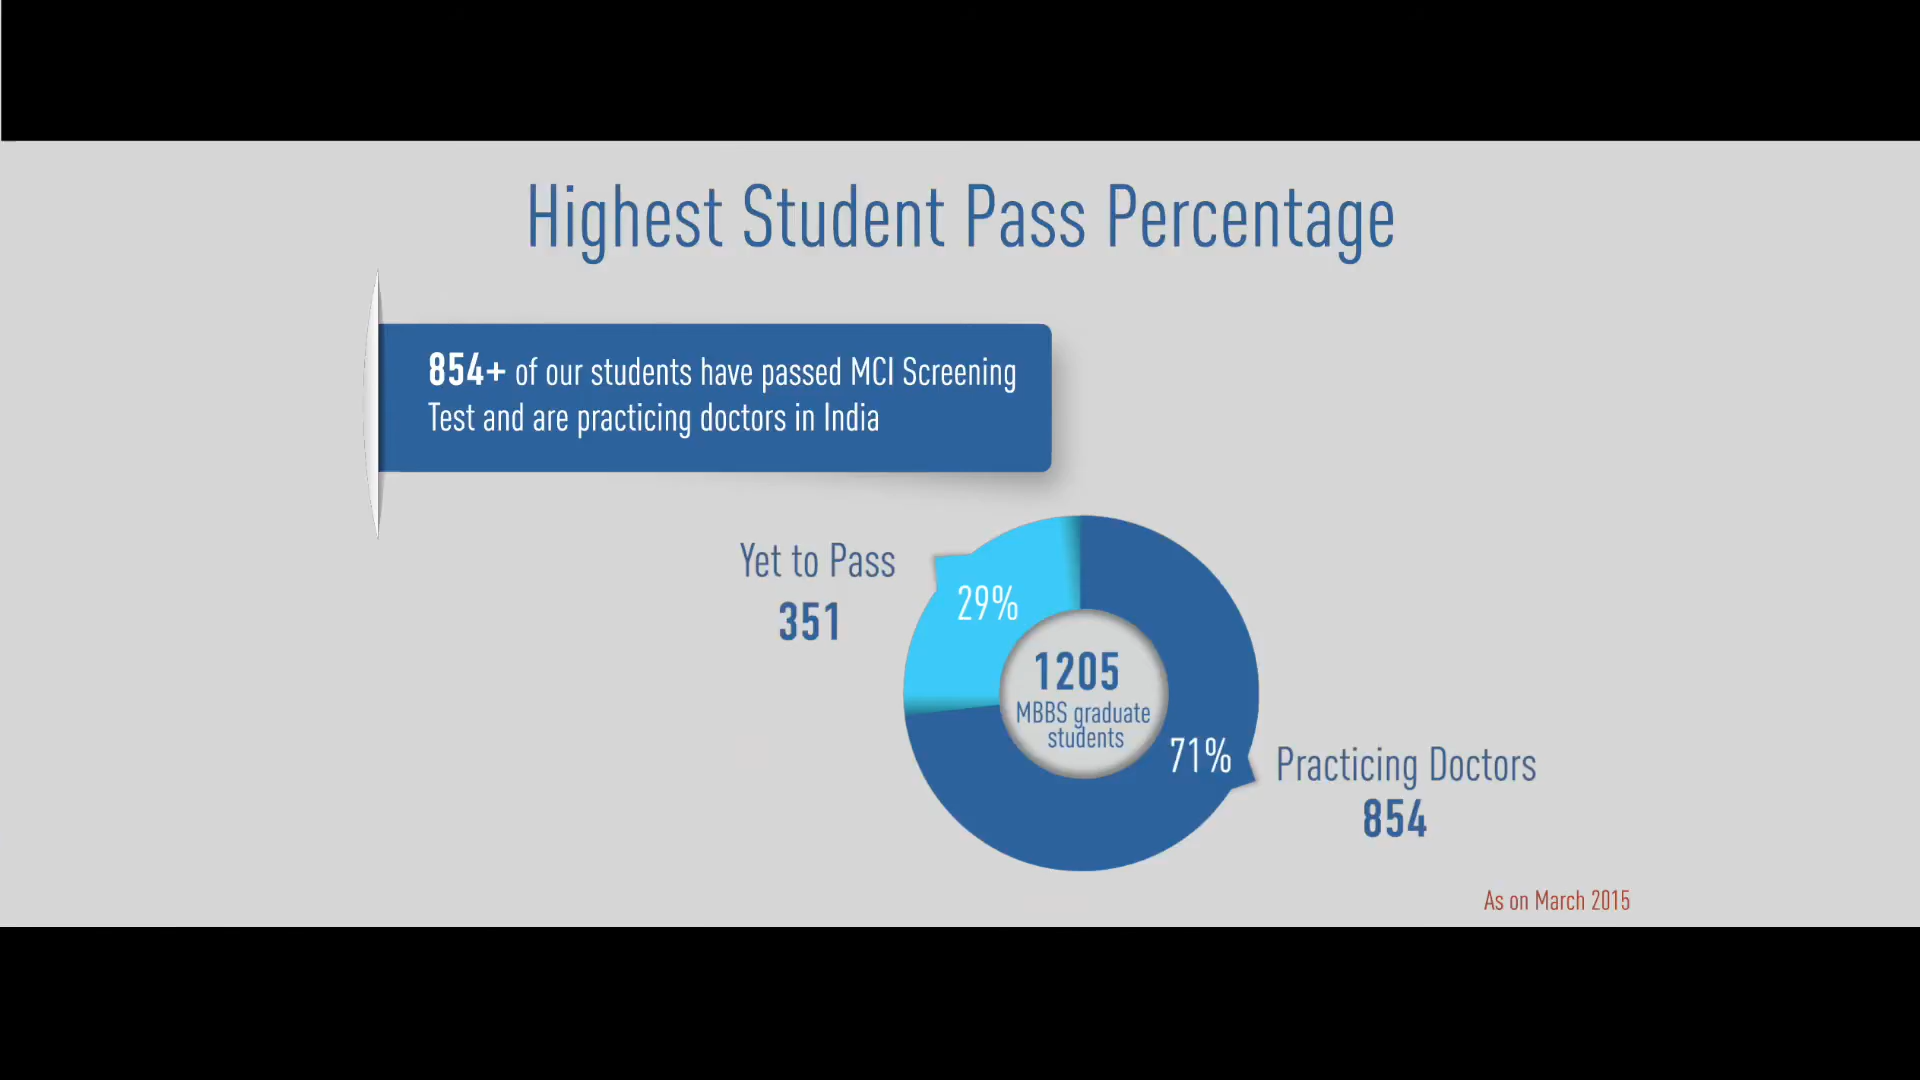 Highest Student Pass Percentage
854+ of our students have passed MCI Screening
Test and are practicing doctors in India
Yet to Pass
351
29%
1205
MBBS graduate
students
71%
Practicing Doctors
854
As on March 2015